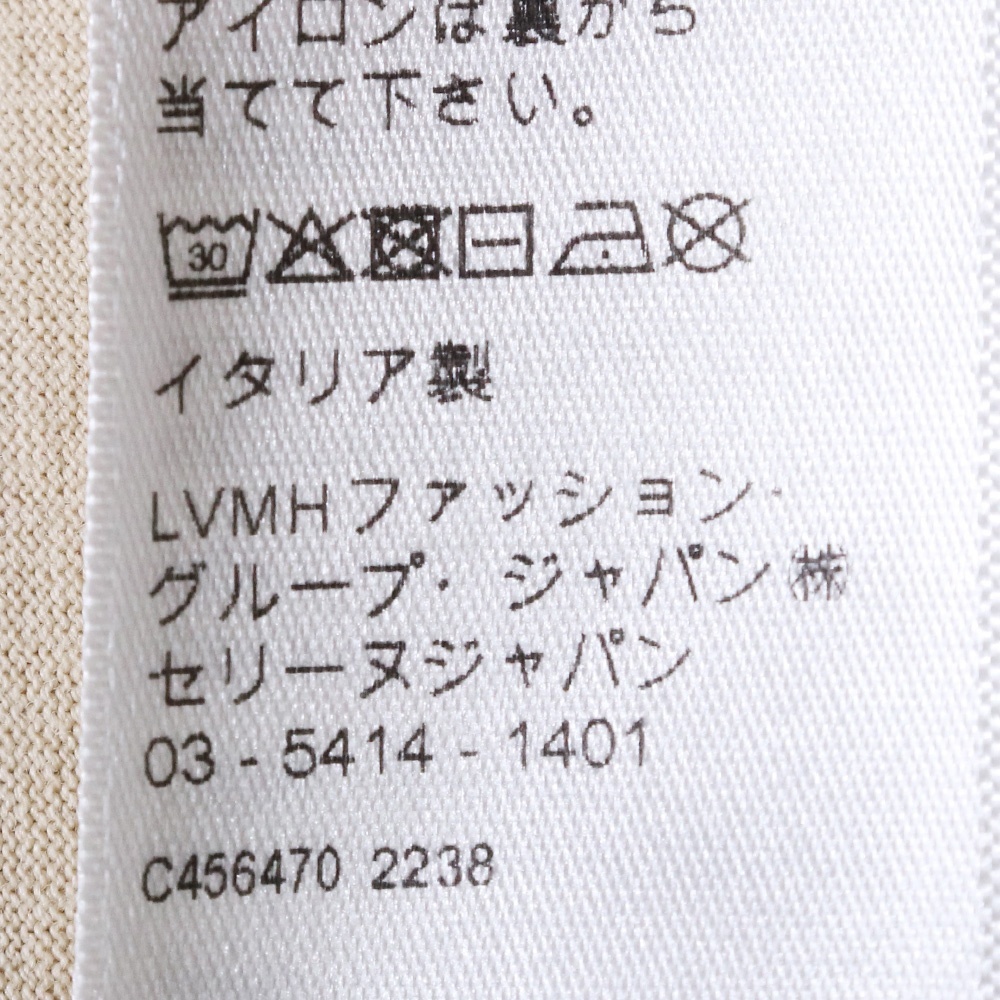 アイロンは裏から
当てて下さい。
30
イタリア製
LVMHファッション・
グループ・ジャパン㈱
セリーヌジャパン
03-5414-1401
C456470 2238